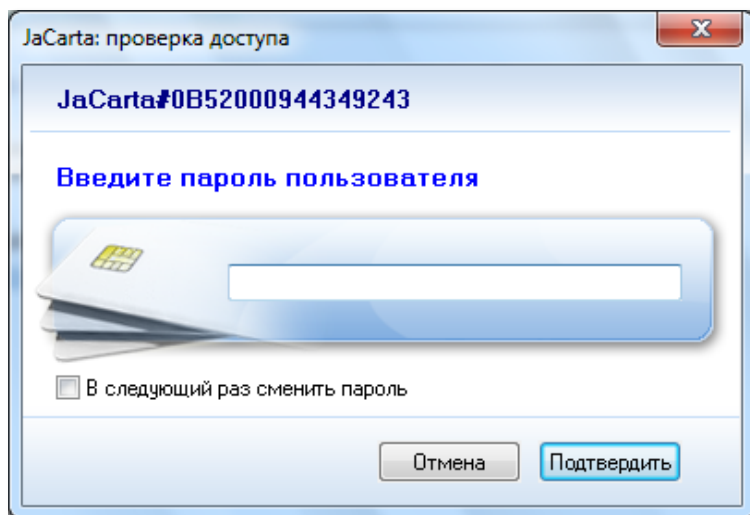 JaCarta: проверка доступа
JaCarta#0B52000944349243
Введите пароль пользователя
В следующий раз сменить пароль
Отмена Подтвердить